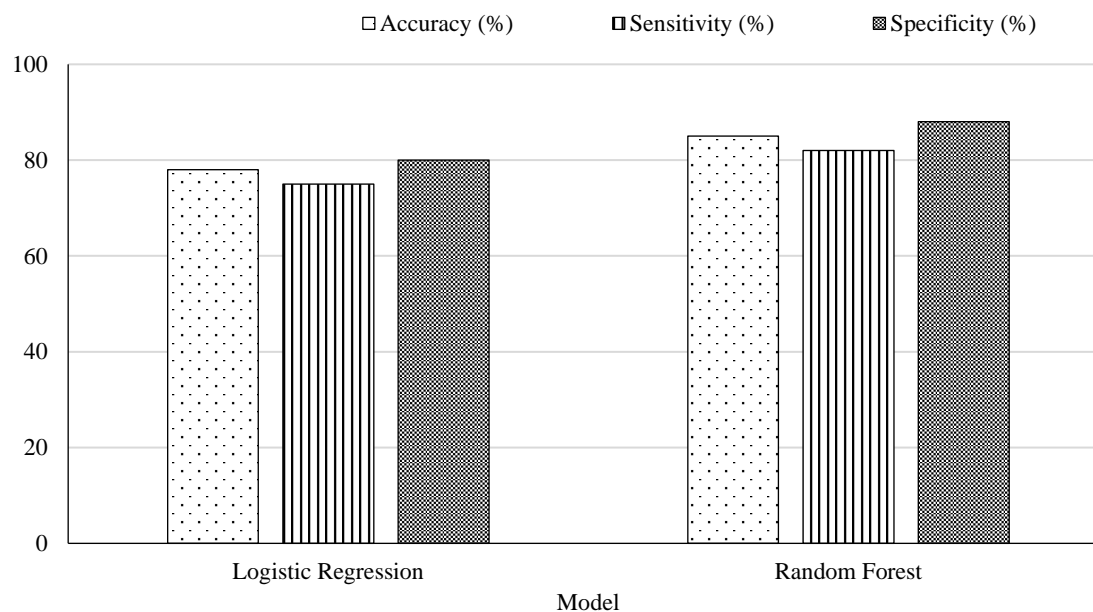 Accuracy (%) Sensitivity (%) Specificity (%)
100
80
60
40
20
0
Logistic Regression Random Forest
Model